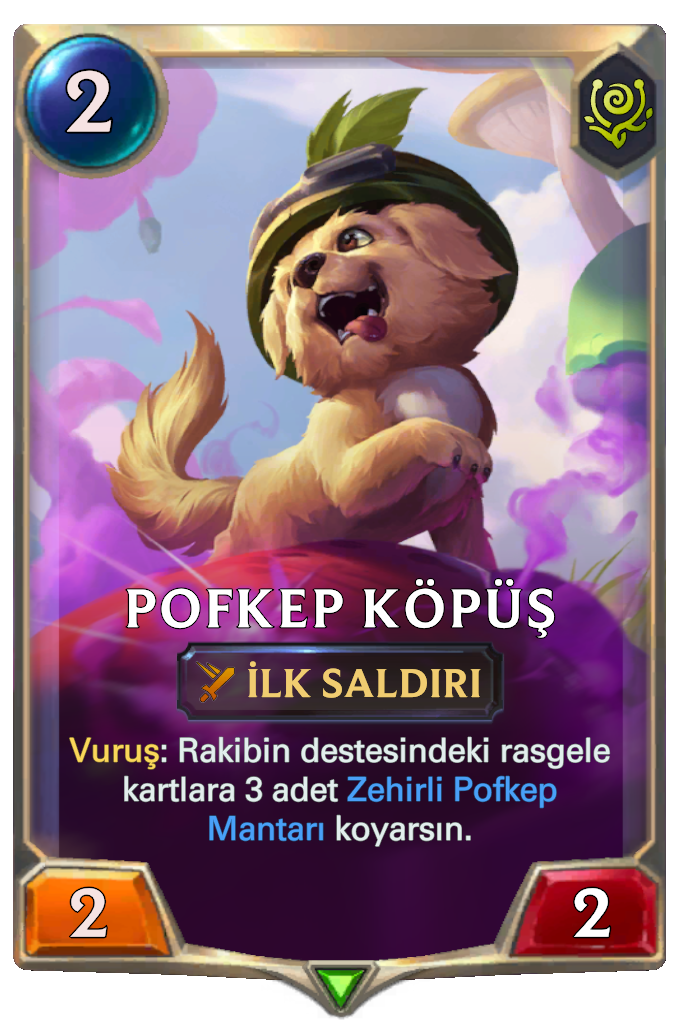 2
POFKEP KÖPÜŞ
İLK SALDIRI
Vuruş: Rakibin destesindeki rasgele
kartlara 3 adet Zehirli Pofkep
Mantarı koyarsın.
2
2